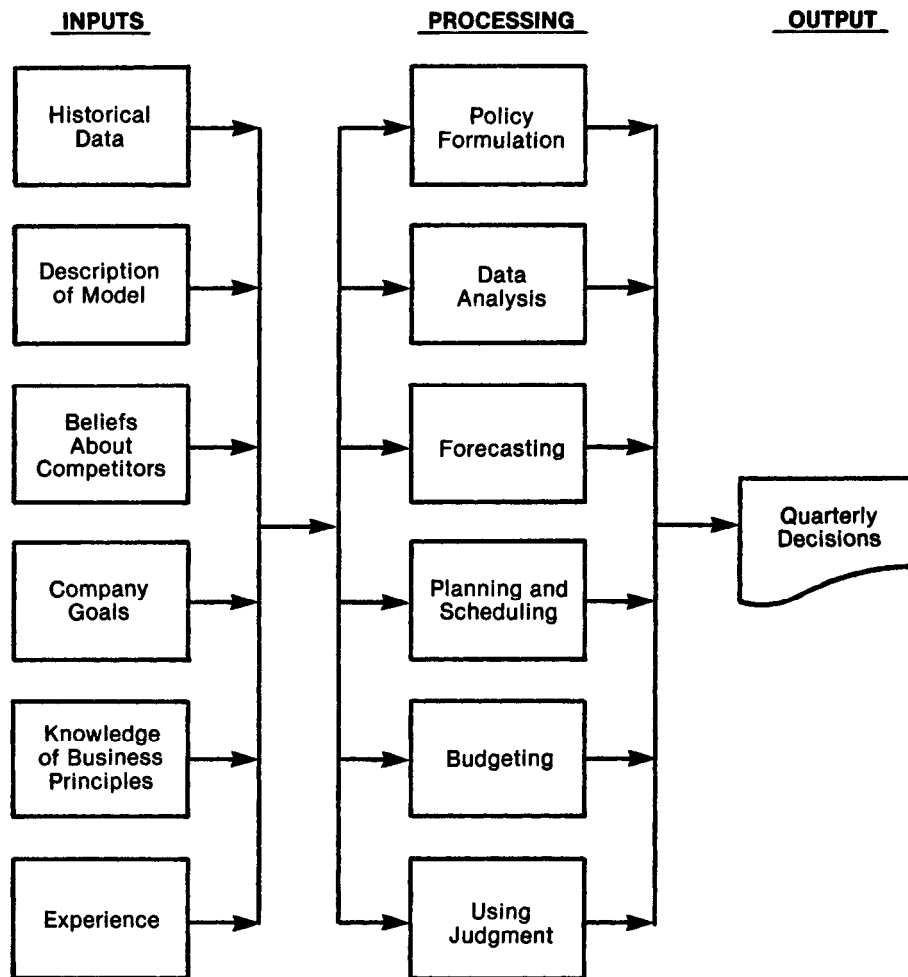 INPUTS
PROCESSING
OUTPUT
Historical
Data
Policy
Formulation
Description
of Model
Data
Analysis
Beliefs
About
Competitors
Forecasting
Quarterly
Decisions
Company
Goals
Planning and
Scheduling
Knowledge
of Business
Principles
Budgeting
Experience
Using
Judgment